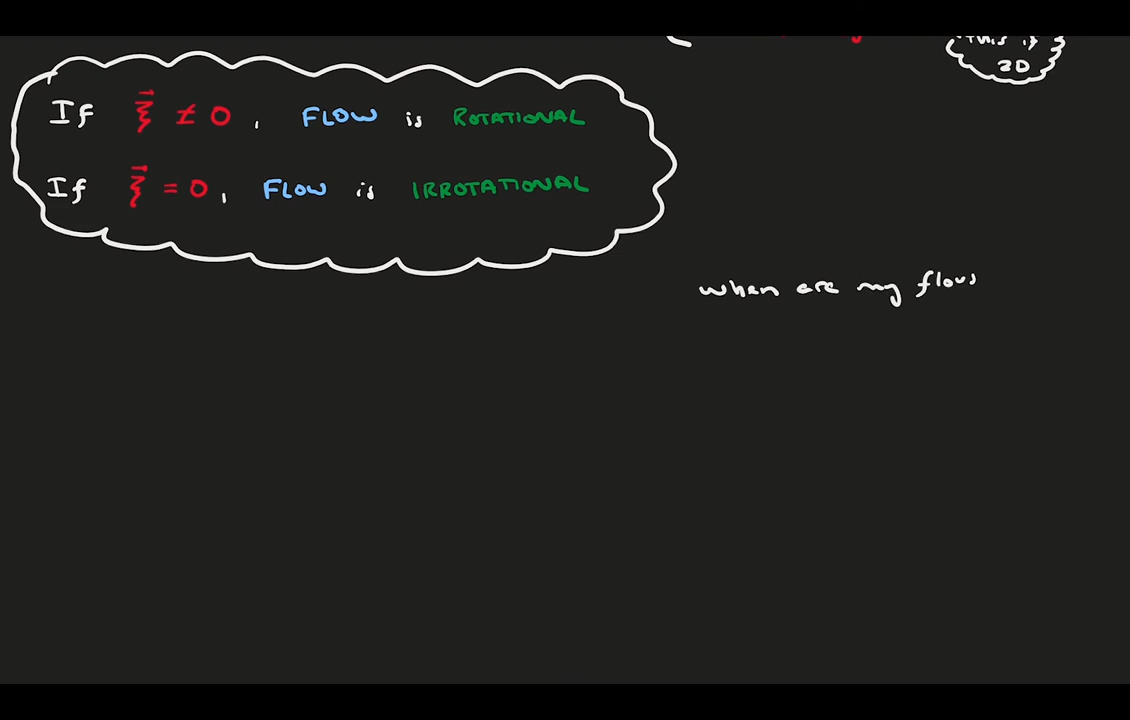 this is
2D
If ξ⃗ ≠ 0, FLOW is ROTATIONAL
If ξ⃗ = 0, FLOW is IRROTATIONAL
when are my flows